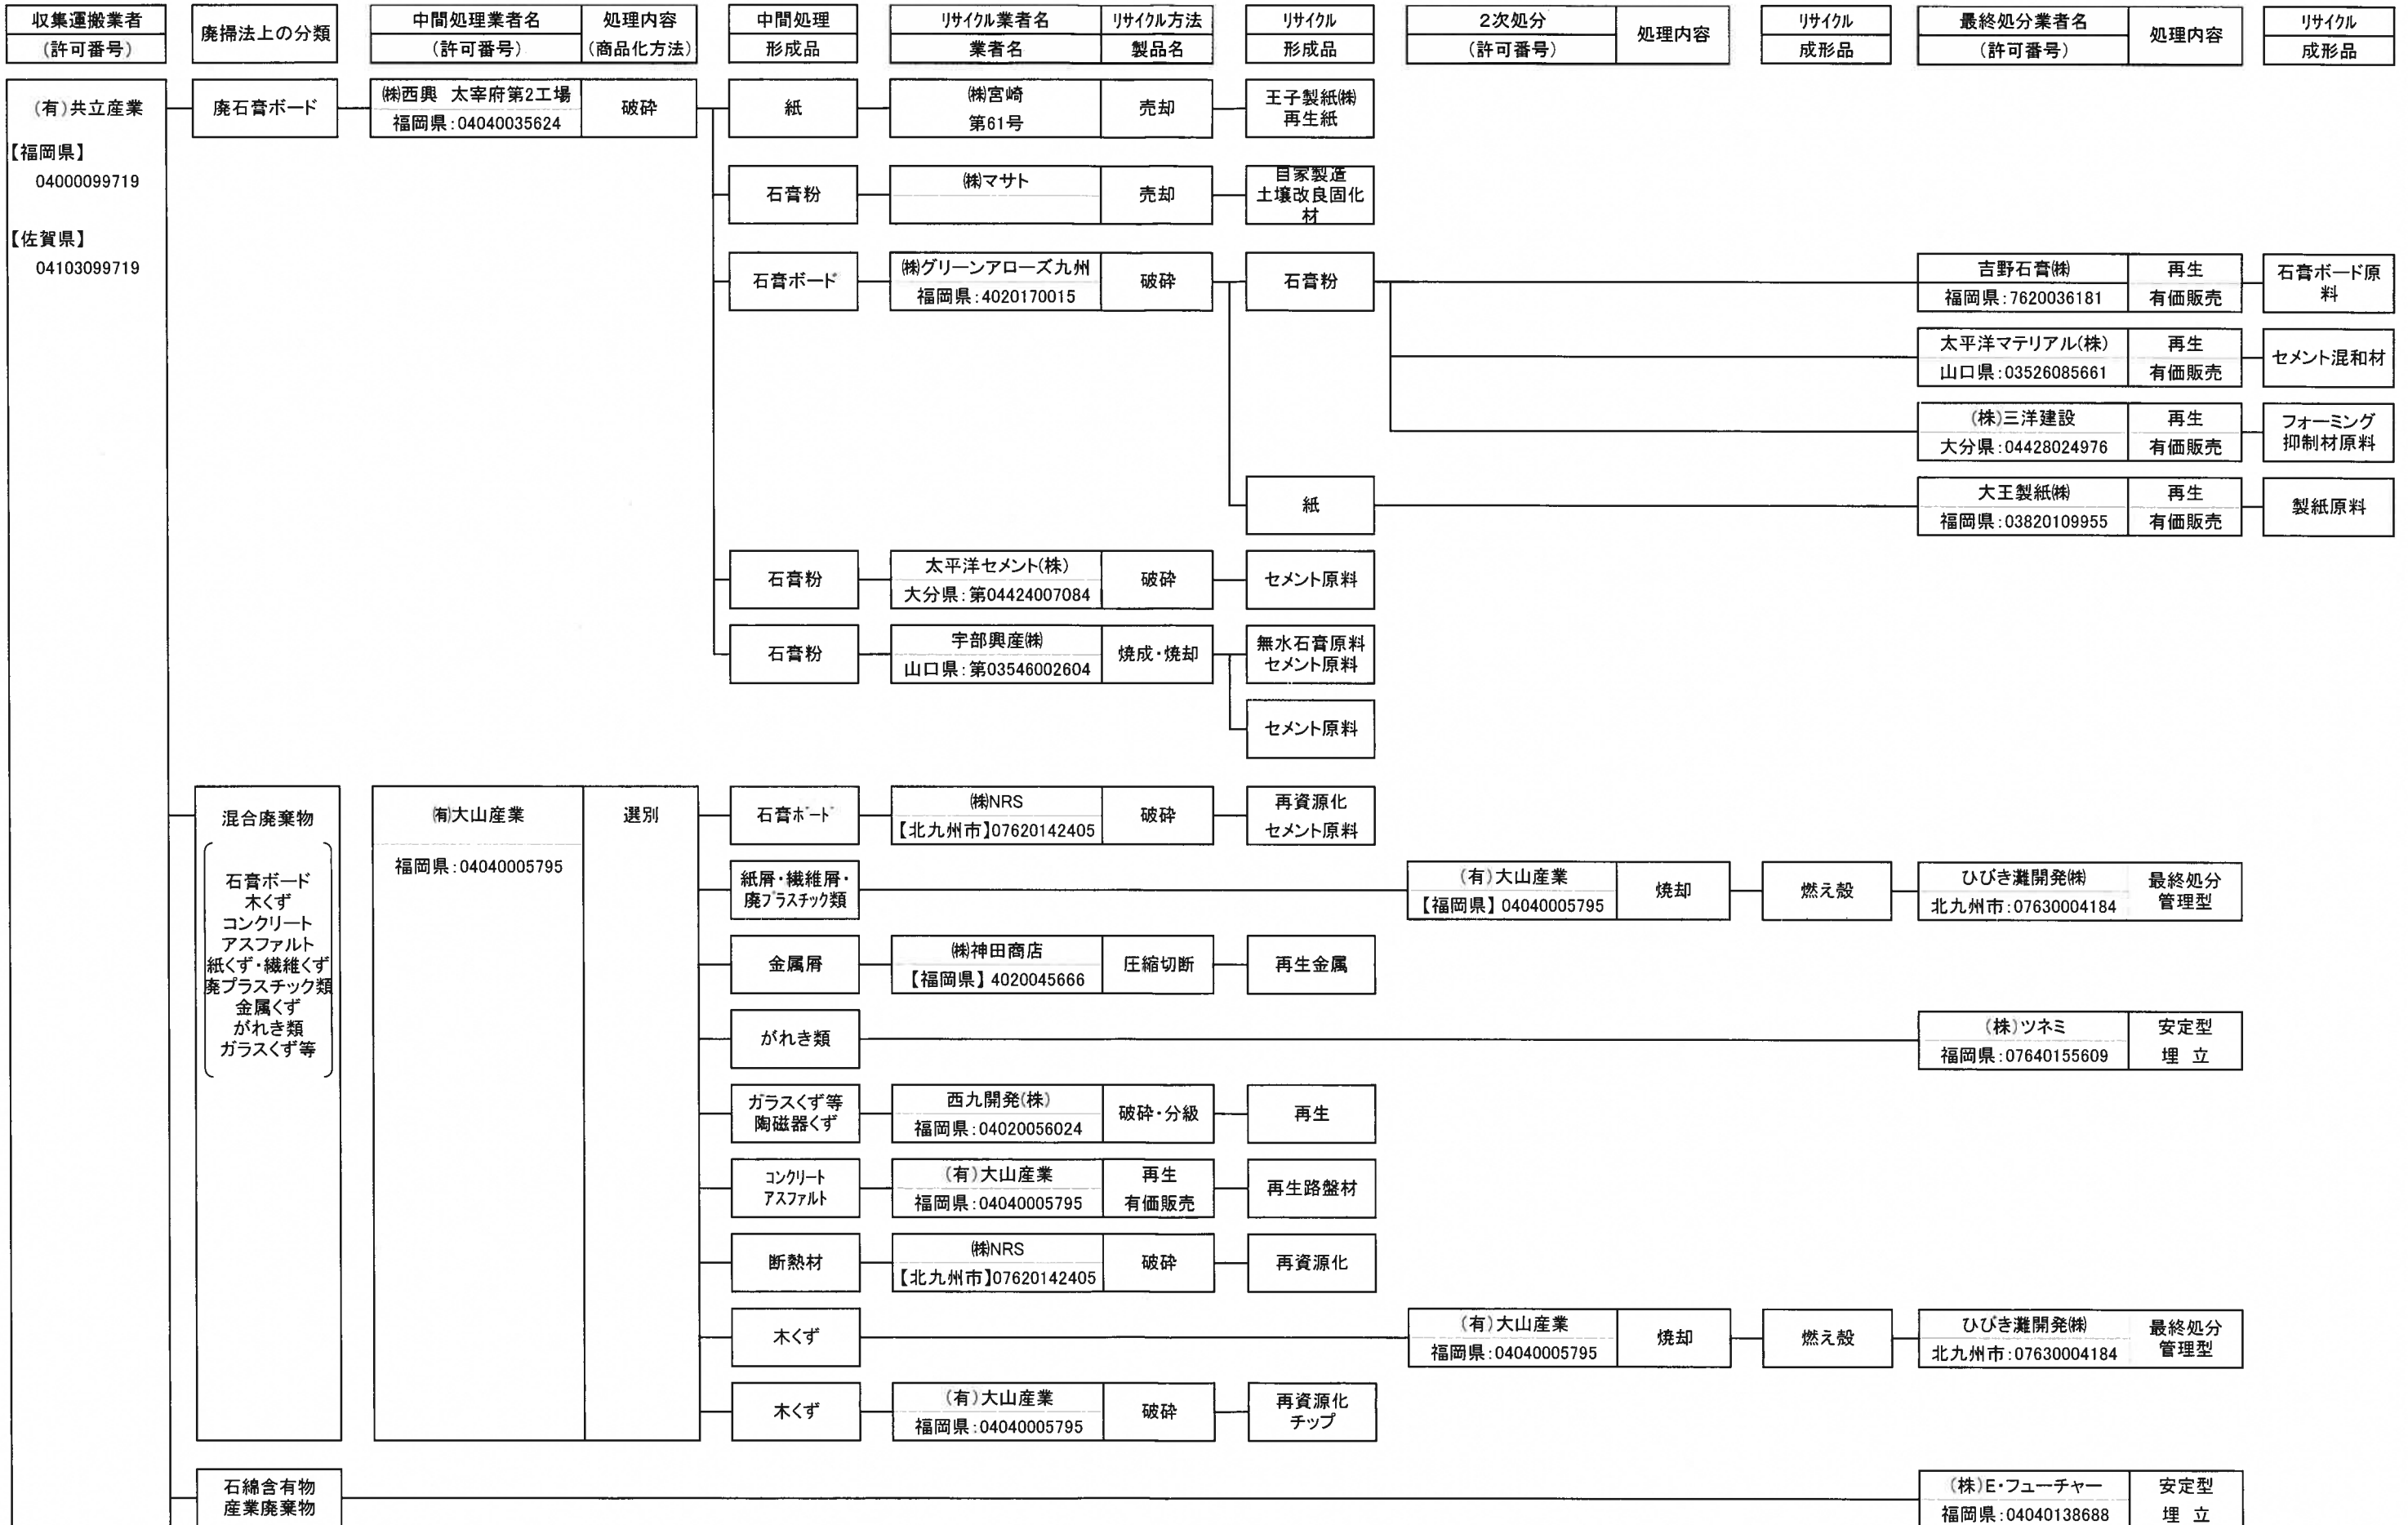 収集運搬業者
(許可番号)
廃掃法上の分類
中間処理業者名
(許可番号)
処理内容
(商品化方法)
中間処理
形成品
リサイクル業者名
業者名
リサイクル方法
製品名
リサイクル
形成品
2次処分
(許可番号)
処理内容
リサイクル
成形品
最終処分業者名
(許可番号)
処理内容
リサイクル
成形品
(有)共立産業
【福岡県】
04000099719
【佐賀県】
04103099719
廃石膏ボード
㈱西興 太宰府第2工場
福岡県:04040035624
破砕
紙
㈱宮崎
第61号
売却
王子製紙㈱
再生紙
石膏粉
㈱マサト
売却
自家製造
土壌改良固化
材
石膏ボード
㈱グリーンアローズ九州
福岡県:4020170015
破砕
石膏粉
吉野石膏㈱
福岡県:7620036181
再生
有価販売
石膏ボード原
料
太平洋マテリアル(株)
山口県:03526085661
再生
有価販売
セメント混和材
(株)三洋建設
大分県:04428024976
再生
有価販売
フォーミング
抑制材原料
紙
大王製紙㈱
福岡県:03820109955
再生
有価販売
製紙原料
石膏粉
太平洋セメント(株)
大分県:第04424007084
破砕
セメント原料
石膏粉
宇部興産㈱
山口県:第03546002604
焼成・焼却
無水石膏原料
セメント原料
セメント原料
混合廃棄物
石膏ボード
木くず
コンクリート
アスファルト
紙くず・繊維くず
廃プラスチック類
金属くず
がれき類
ガラスくず等
㈲大山産業
福岡県:04040005795
選別
石膏ボード
㈱NRS
【北九州市】07620142405
破砕
再資源化
セメント原料
紙屑・繊維屑・
廃プラスチック類
(有)大山産業
【福岡県】04040005795
焼却
燃え殻
ひびき灘開発㈱
北九州市:07630004184
最終処分
管理型
金属屑
㈱神田商店
【福岡県】4020045666
圧縮切断
再生金属
がれき類
(株)ツネミ
福岡県:07640155609
安定型
埋 立
ガラスくず等
陶磁器くず
西九開発(株)
福岡県:04020056024
破砕・分級
再生
コンクリート
アスファルト
(有)大山産業
福岡県:04040005795
再生
有価販売
再生路盤材
断熱材
㈱NRS
【北九州市】07620142405
破砕
再資源化
木くず
(有)大山産業
福岡県:04040005795
焼却
燃え殻
ひびき灘開発㈱
北九州市:07630004184
最終処分
管理型
木くず
(有)大山産業
福岡県:04040005795
破砕
再資源化
チップ
石綿含有物
産業廃棄物
(株)E・フューチャー
福岡県:04040138688
安定型
埋 立